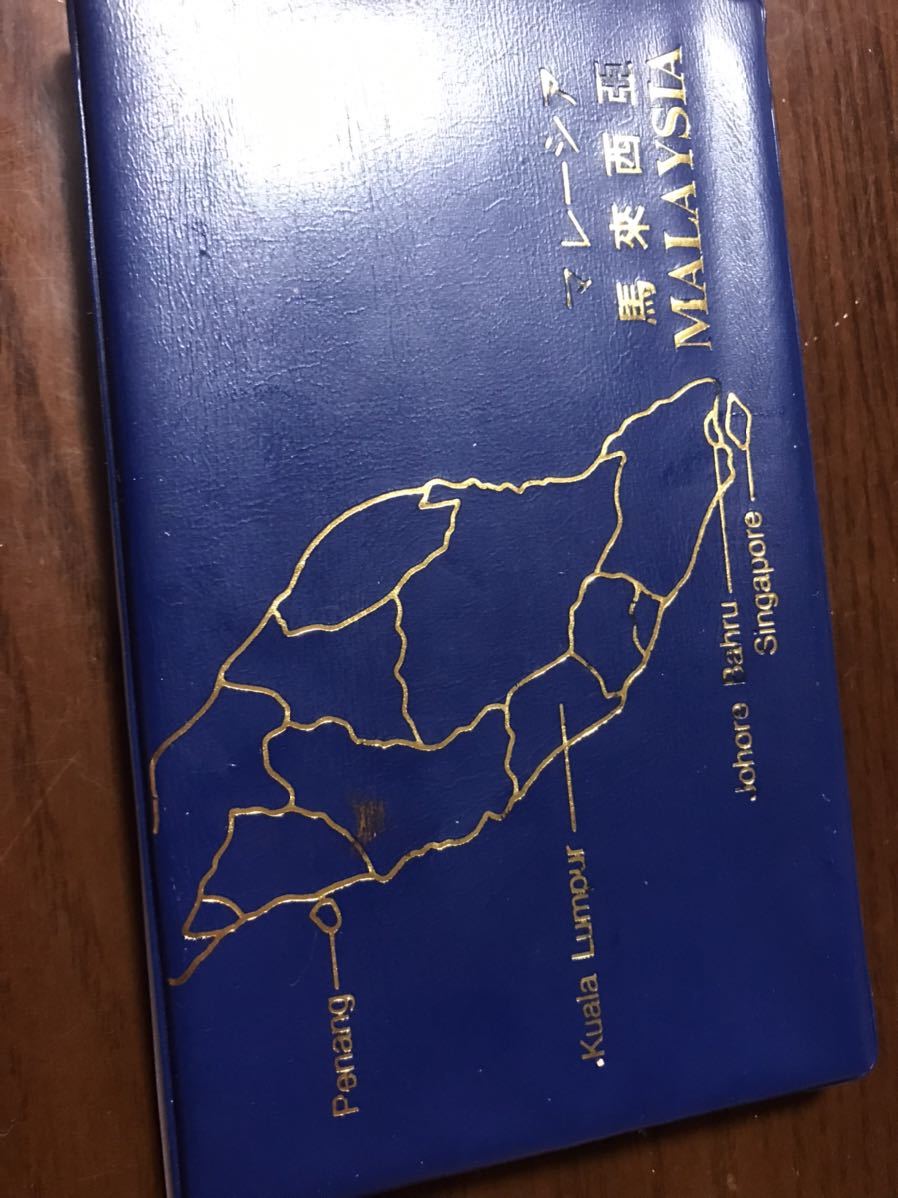 マレーシア
馬來西亞
MALAYSIA
Penang
Kuala Lumpur
Johore Bahru
Singapore